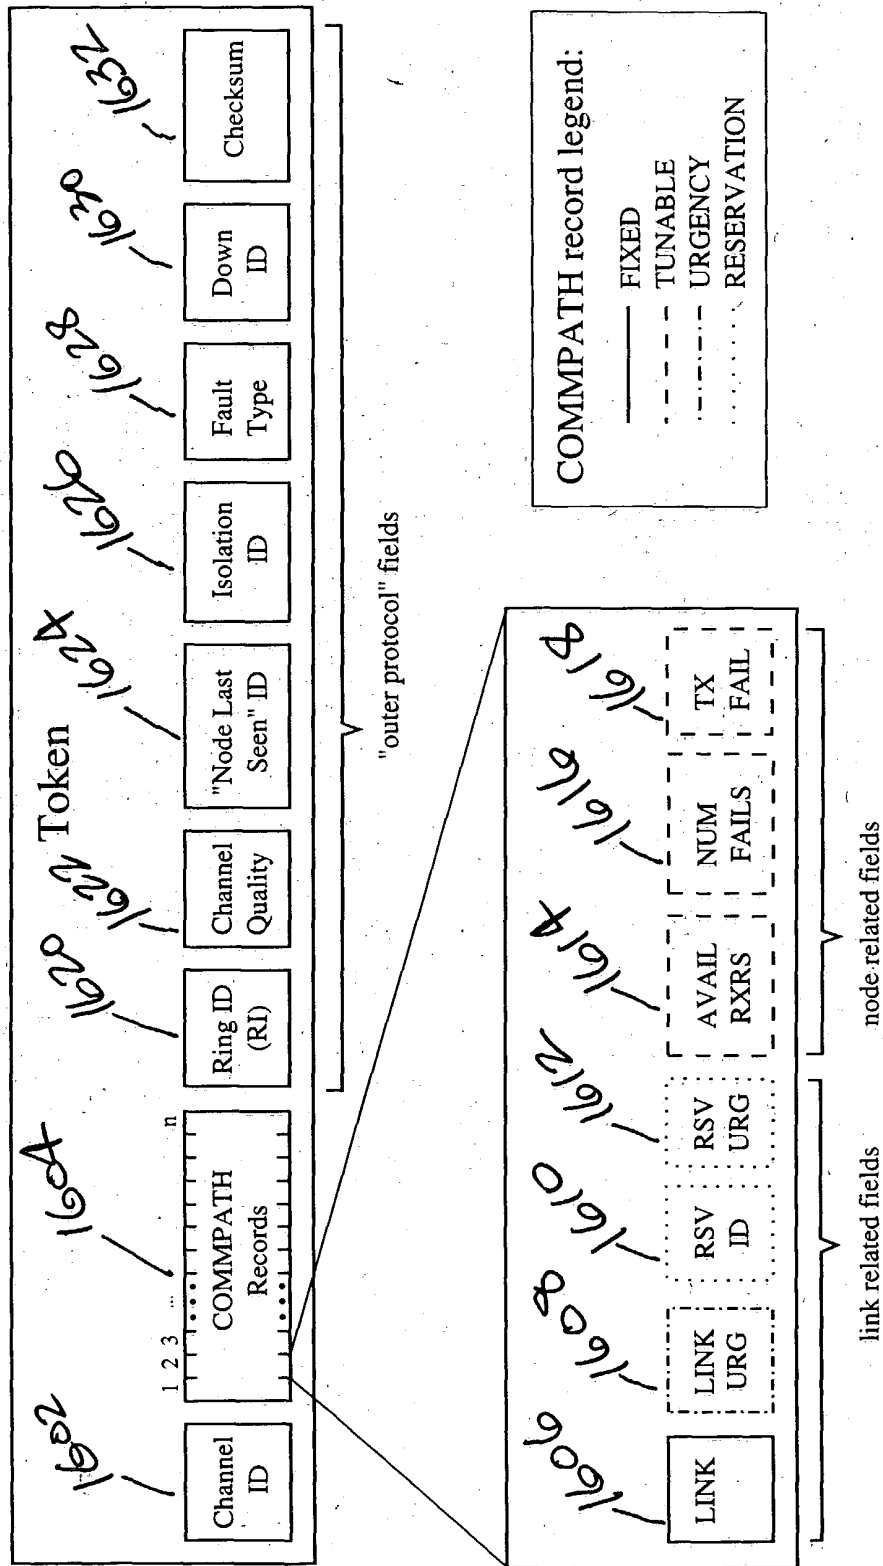 Token
1602
1604
1620
1622
1624
1626
1628
1630
1632
1 2 3 ... n
Channel
ID
COMMPATH
Records
Ring ID
(RI)
Channel
Quality
"Node Last
Seen" ID
Isolation
ID
Fault
Type
Down
ID
Checksum
"outer protocol" fields
1606
1608
1610
1612
1614
1616
1618
LINK
LINK
URG
RSV
ID
RSV
URG
AVAIL
RXRS
NUM
FAILS
TX
FAIL
link related fields
node related fields
COMMPATH record legend:
FIXED
TUNABLE
URGENCY
RESERVATION